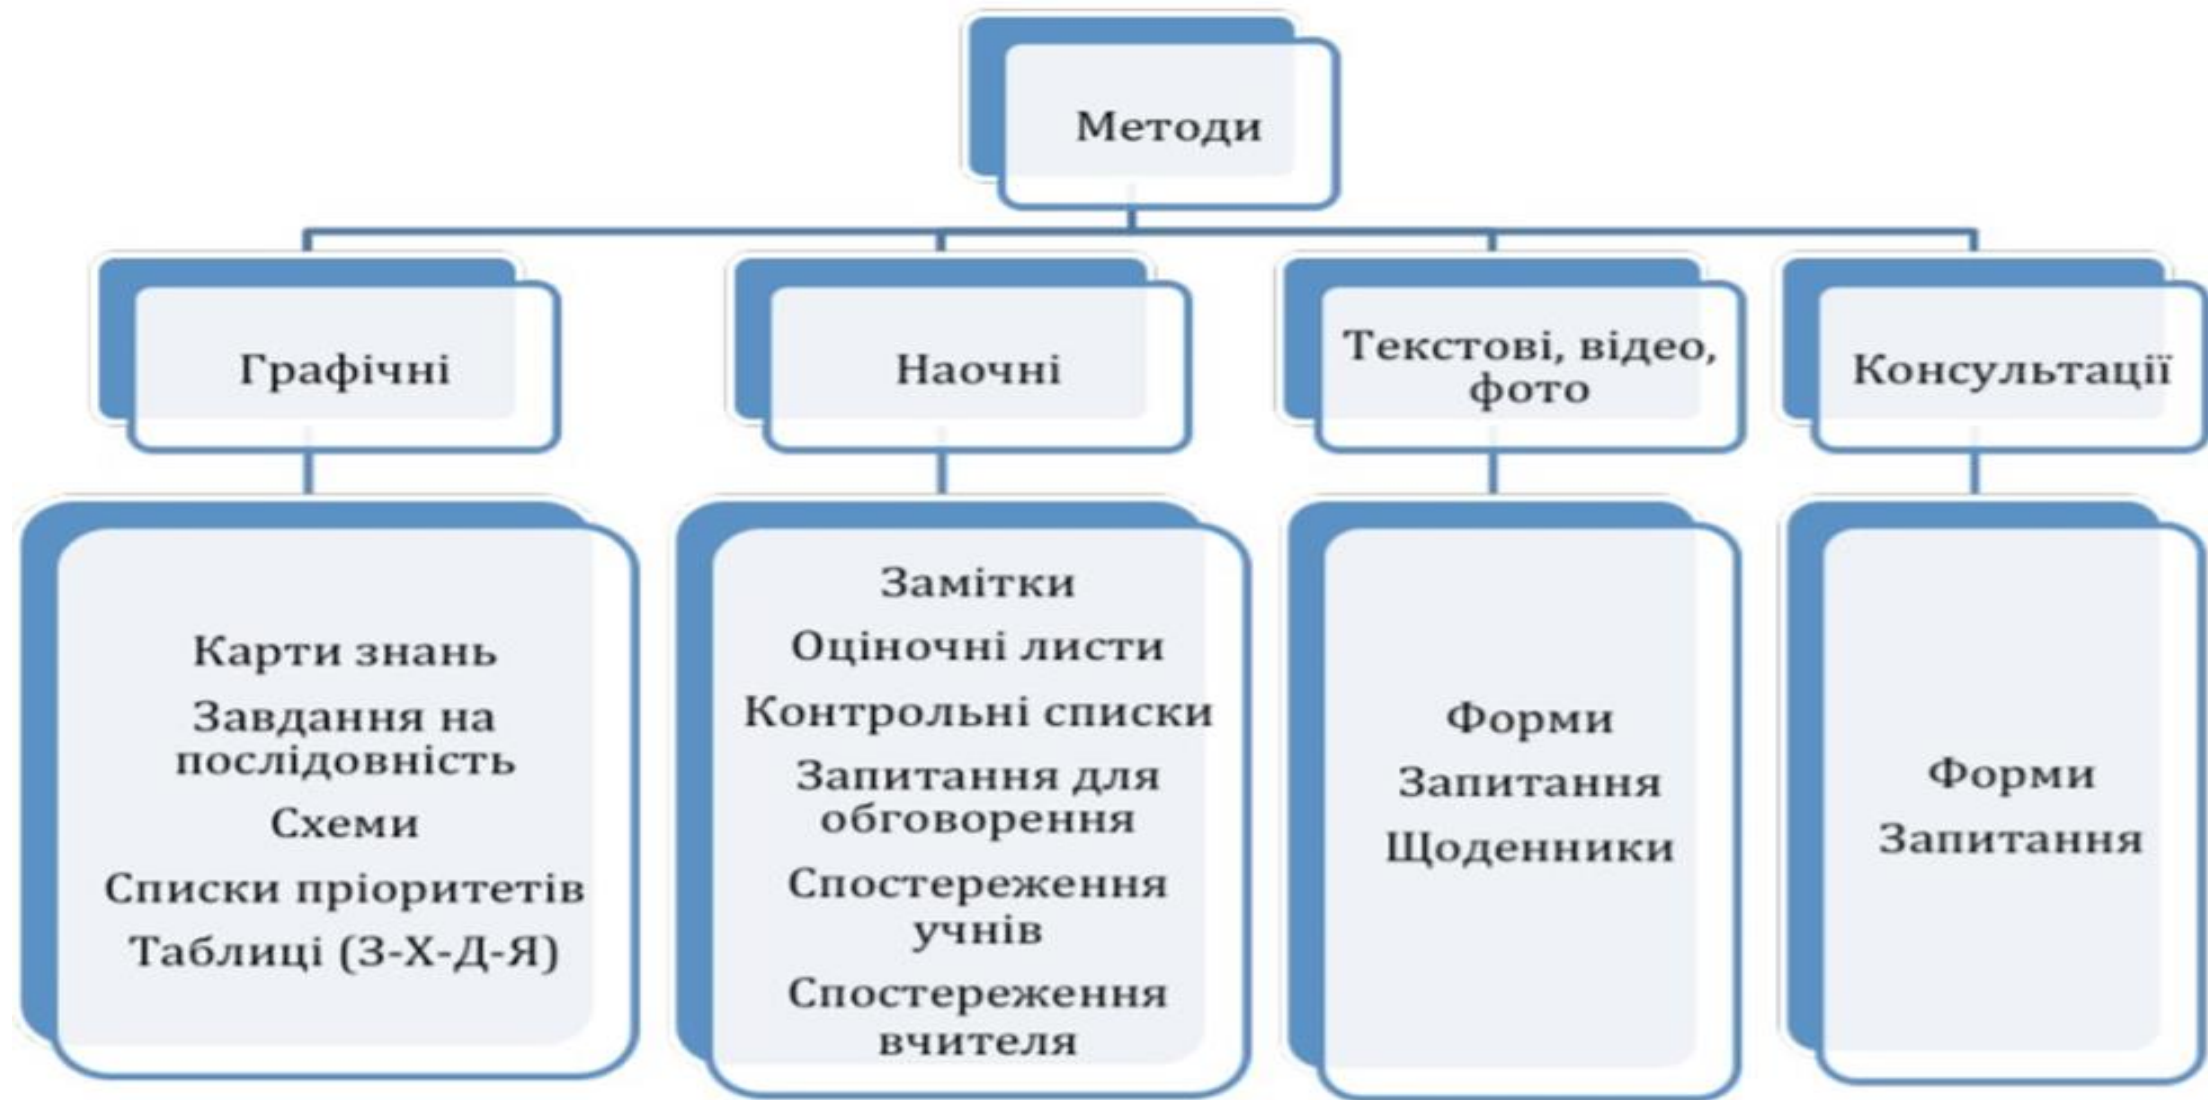 Методи
Графічні
Наочні
Текстові, відео,
фото
Консультації
Карти знань
Завдання на
послідовність
Схеми
Списки пріоритетів
Таблиці (З-Х-Д-Я)
Замітки
Оціночні листи
Контрольні списки
Запитання для
обговорення
Спостереження
учнів
Спостереження
вчителя
Форми
Запитання
Щоденники
Форми
Запитання